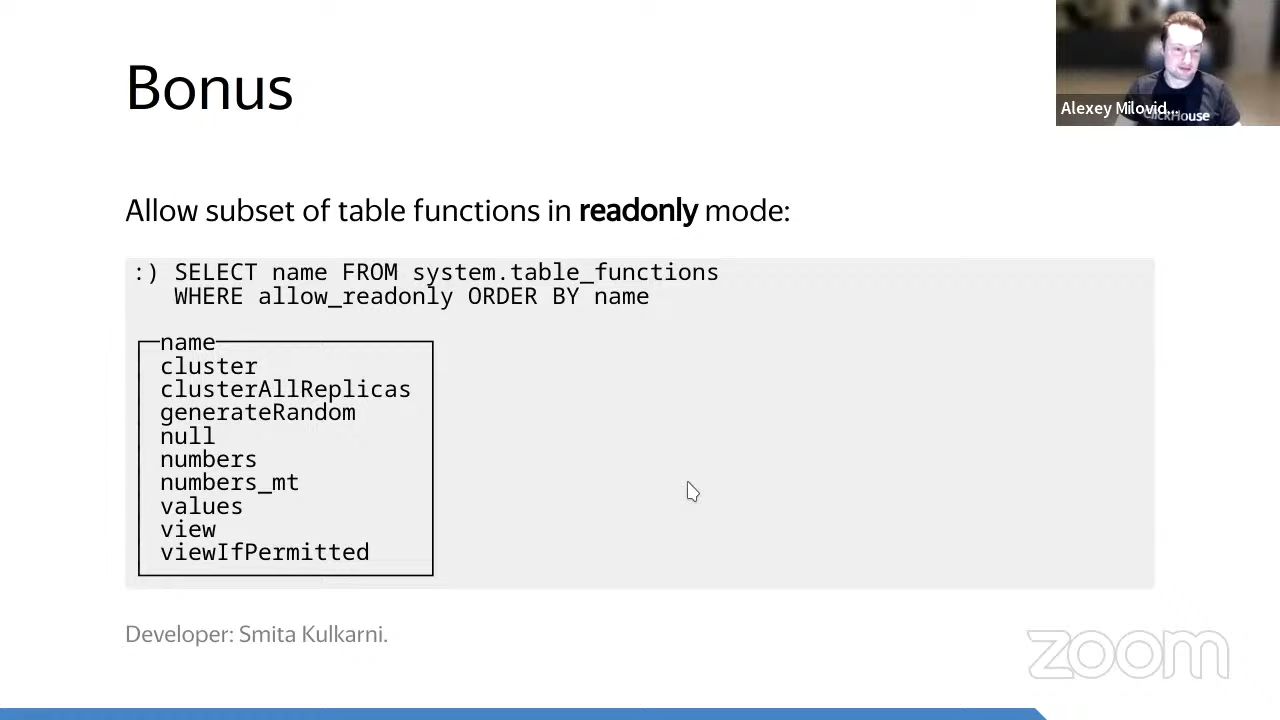 Bonus
Alexey Milovid...
ClickHouse
Allow subset of table functions in readonly mode:
:) SELECT name FROM system.table_functions
WHERE allow_readonly ORDER BY name
name
cluster
clusterAllReplicas
generateRandom
null
numbers
numbers_mt
values
view
viewIfPermitted
Developer: Smita Kulkarni.
zoom